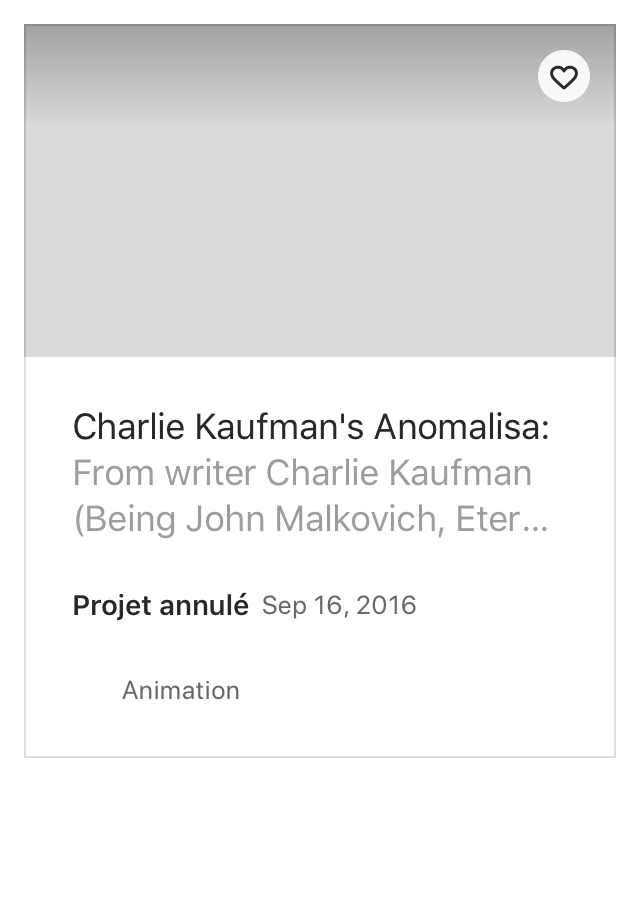 Charlie Kaufman's Anomalisa:
From writer Charlie Kaufman
(Being John Malkovich, Eter...
Projet annulé Sep 16, 2016
Animation